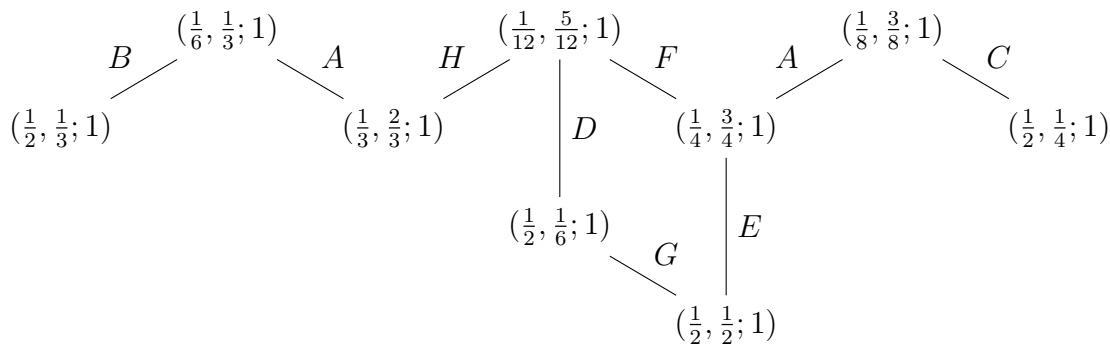 (1/6, 1/3; 1) (1/12, 5/12; 1) (1/8, 3/8; 1)
B A H F A C
(1/2, 1/3; 1) (1/3, 2/3; 1) D (1/4, 3/4; 1) (1/2, 1/4; 1)
(1/2, 1/6; 1) E
G
(1/2, 1/2; 1)